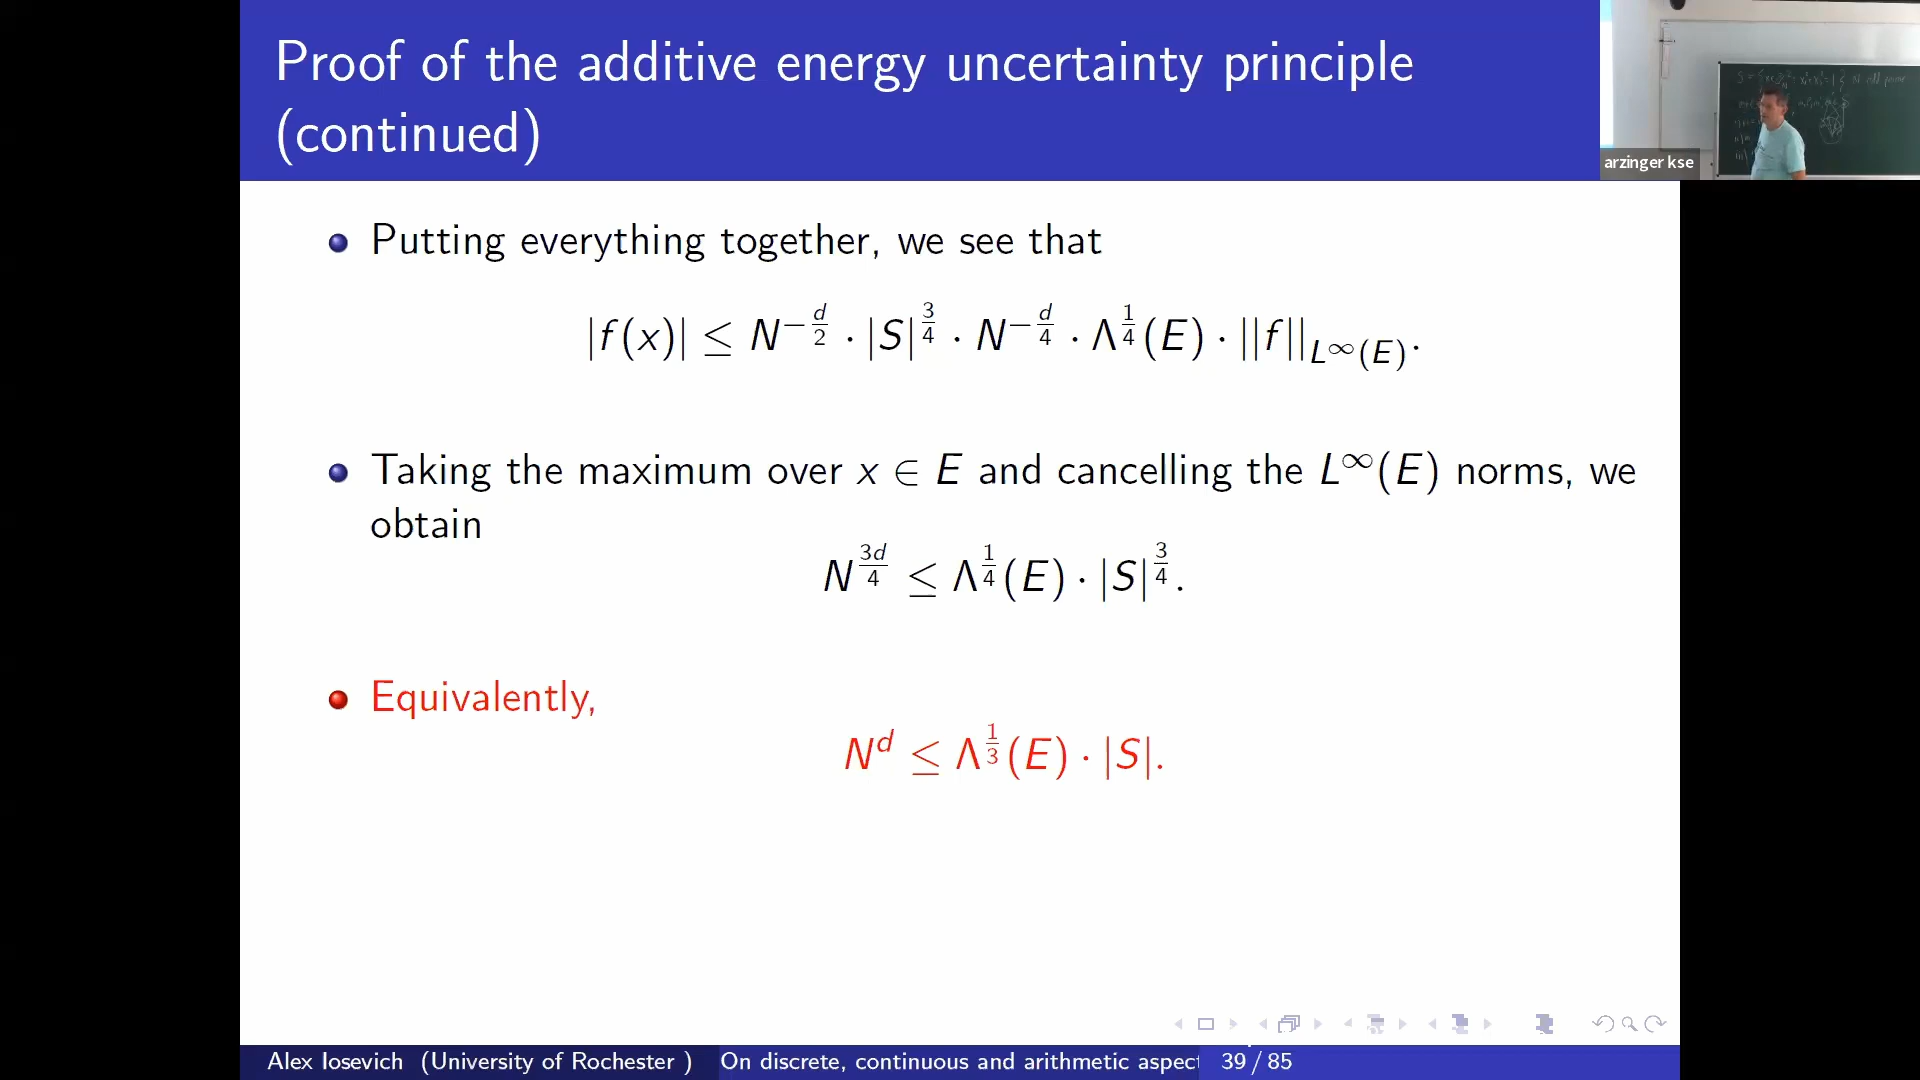 Proof of the additive energy uncertainty principle
(continued)
arzinger kse
Putting everything together, we see that
|f(x)| ≤ N^{-d/2} · |S|^{3/4} · N^{-d/4} · Λ^{1/4}(E) · ||f||_{L^∞(E)}.
Taking the maximum over x ∈ E and cancelling the L^∞(E) norms, we
obtain
N^{3d/4} ≤ Λ^{1/4}(E) · |S|^{3/4}.
Equivalently,
N^d ≤ Λ^{1/3}(E) · |S|.
Alex Iosevich (University of Rochester ) On discrete, continuous and arithmetic aspect 39 / 85